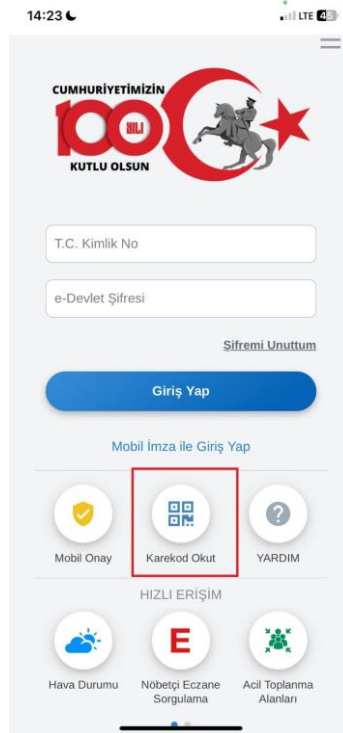 14:23
LTE 45
CUMHURİYETİMİZİN
100
YILI
KUTLU OLSUN
T.C. Kimlik No
e-Devlet Şifresi
Şifremi Unuttum
Giriş Yap
Mobil İmza ile Giriş Yap
Mobil Onay
Karekod Okut
YARDIM
HIZLI ERİŞİM
E
Hava Durumu
Nöbetçi Eczane
Sorgulama
Acil Toplanma
Alanları